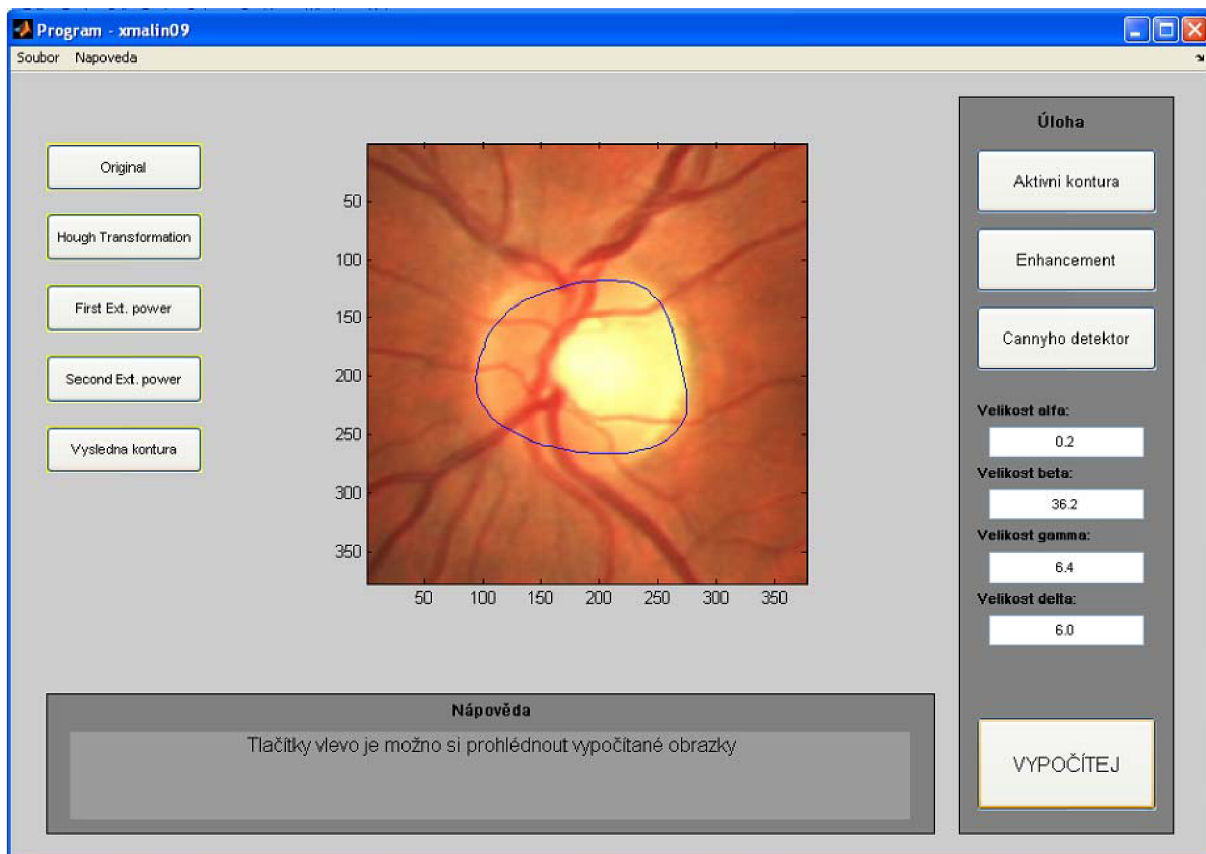 Program - xmalin09
Soubor Napoveda
Original
Hough Transformation
First Ext. power
Second Ext. power
Vysledna kontura
50
100
150
200
250
300
350
50 100 150 200 250 300 350
Úloha
Aktivni kontura
Enhancement
Cannyho detektor
Velikost alfa:
0.2
Velikost beta:
36.2
Velikost gamma:
6.4
Velikost delta:
6.0
VYPOČÍTEJ
Nápověda
Tlačítky vlevo je možno si prohlédnout vypočítané obrazky